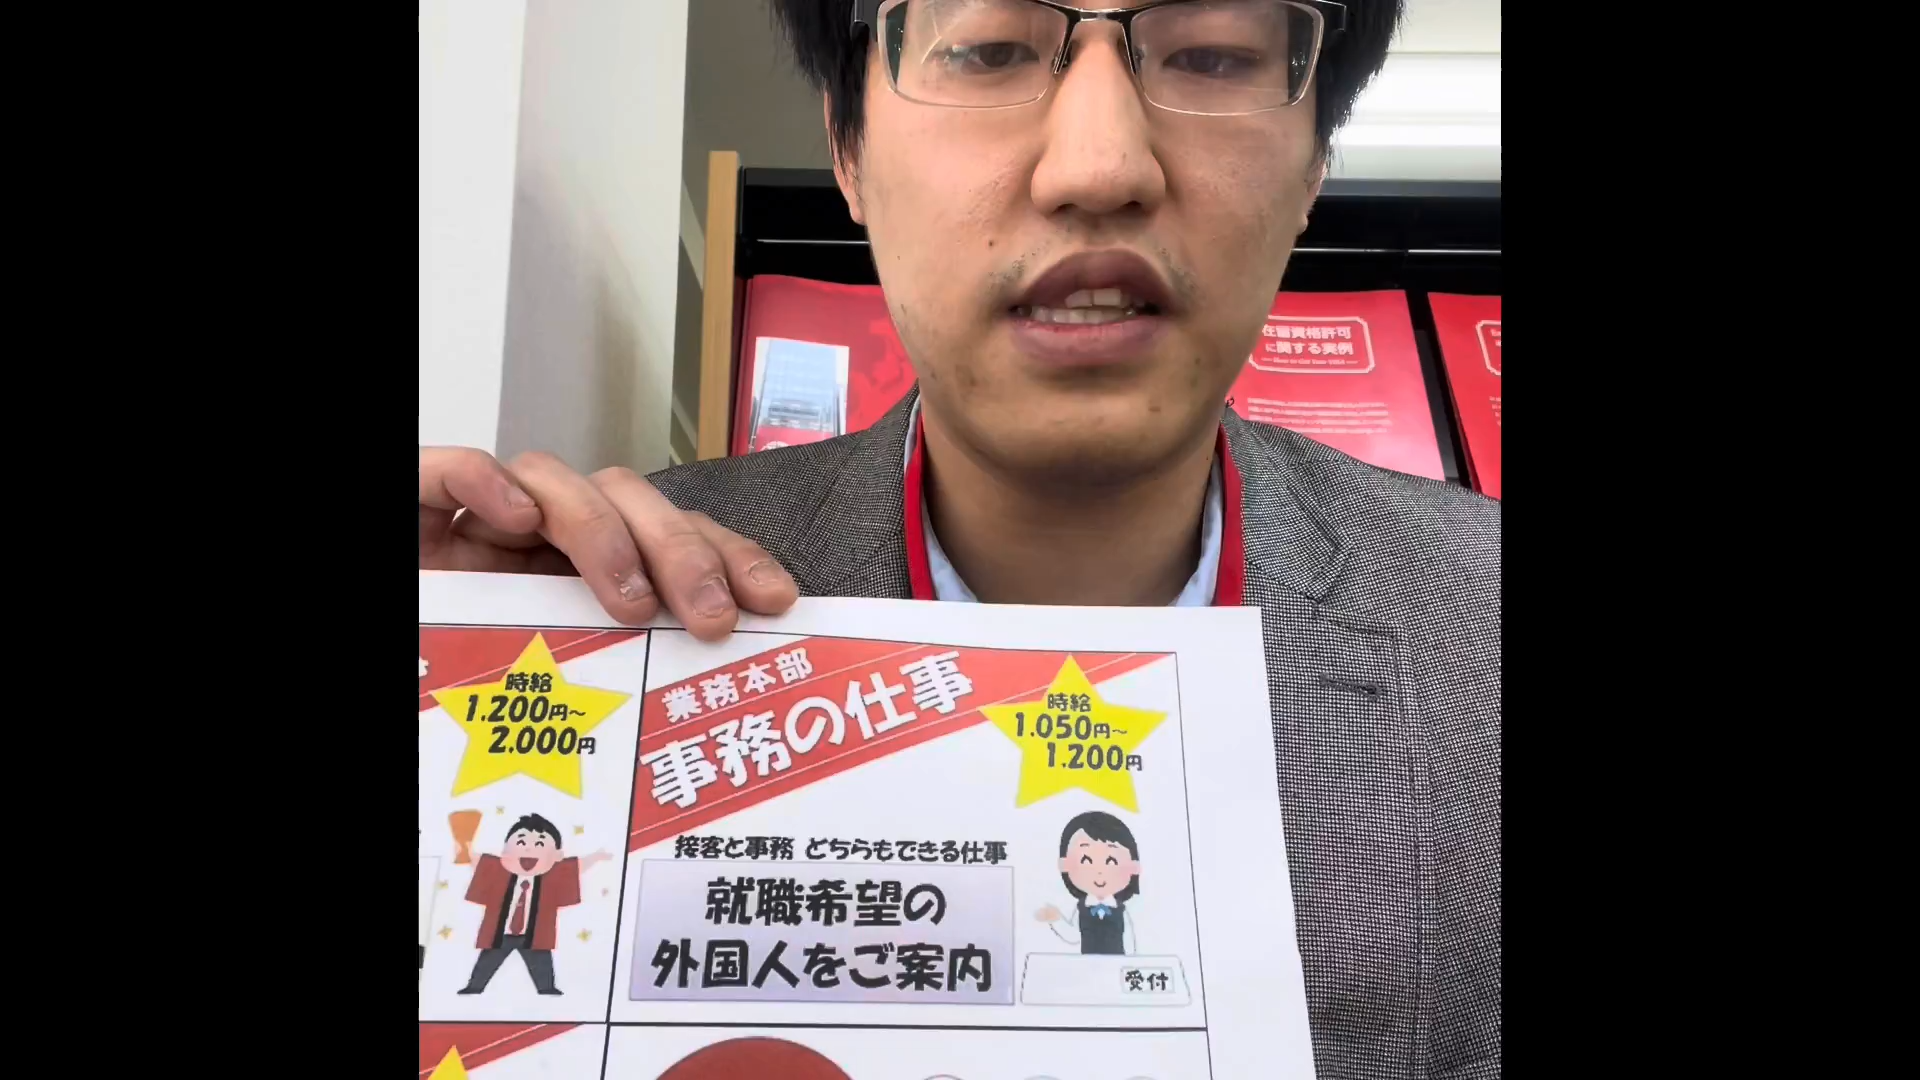 在留資格許可
に関する実例
時給
1.200円～
2.000円
業務本部
事務の仕事
時給
1.050円～
1.200円
接客と事務 どちらもできる仕事
就職希望の
外国人をご案内
受付